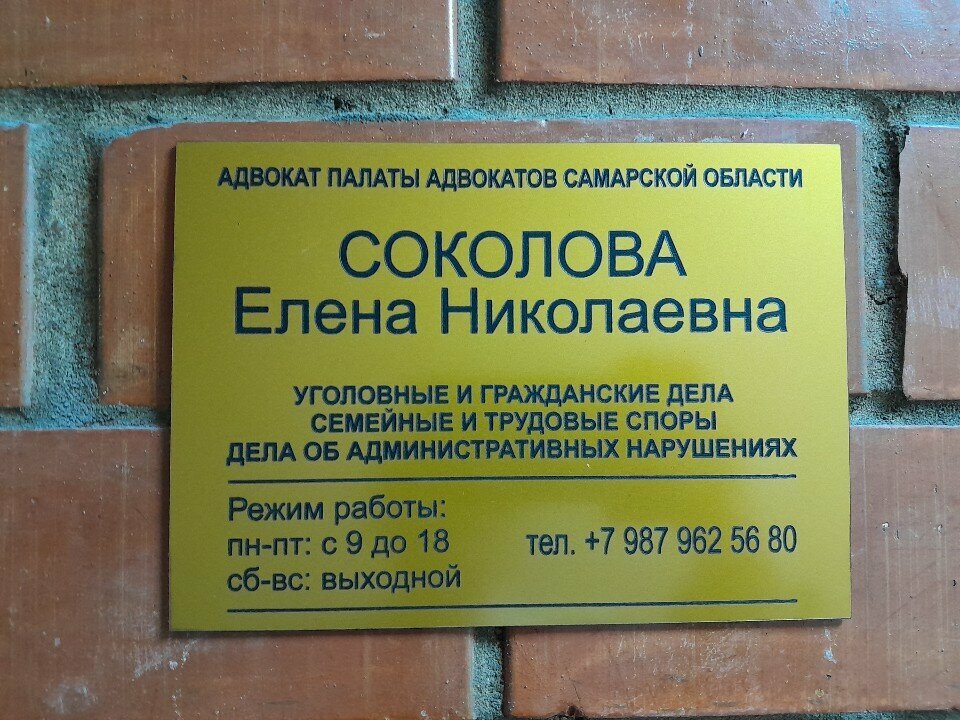 АДВОКАТ ПАЛАТЫ АДВОКАТОВ САМАРСКОЙ ОБЛАСТИ
СОКОЛОВА
Елена Николаевна
УГОЛОВНЫЕ И ГРАЖДАНСКИЕ ДЕЛА
СЕМЕЙНЫЕ И ТРУДОВЫЕ СПОРЫ
ДЕЛА ОБ АДМИНИСТРАТИВНЫХ НАРУШЕНИЯХ
Режим работы:
пн-пт: с 9 до 18
сб-вс: выходной
тел. +7 987 962 56 80